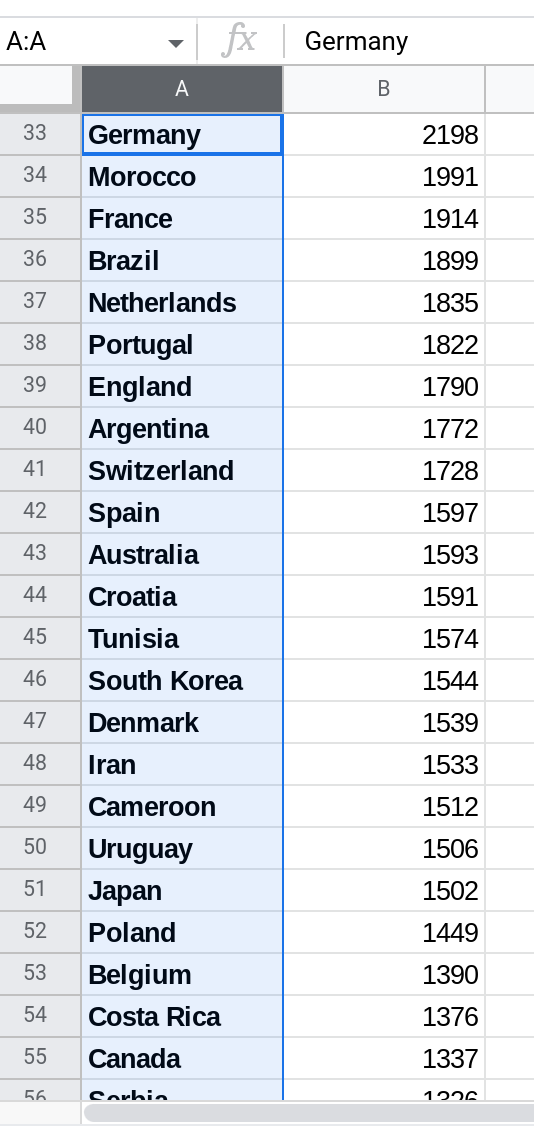 A:A fx Germany
A B
33 Germany 2198
34 Morocco 1991
35 France 1914
36 Brazil 1899
37 Netherlands 1835
38 Portugal 1822
39 England 1790
40 Argentina 1772
41 Switzerland 1728
42 Spain 1597
43 Australia 1593
44 Croatia 1591
45 Tunisia 1574
46 South Korea 1544
47 Denmark 1539
48 Iran 1533
49 Cameroon 1512
50 Uruguay 1506
51 Japan 1502
52 Poland 1449
53 Belgium 1390
54 Costa Rica 1376
55 Canada 1337
56 Serbia 1326